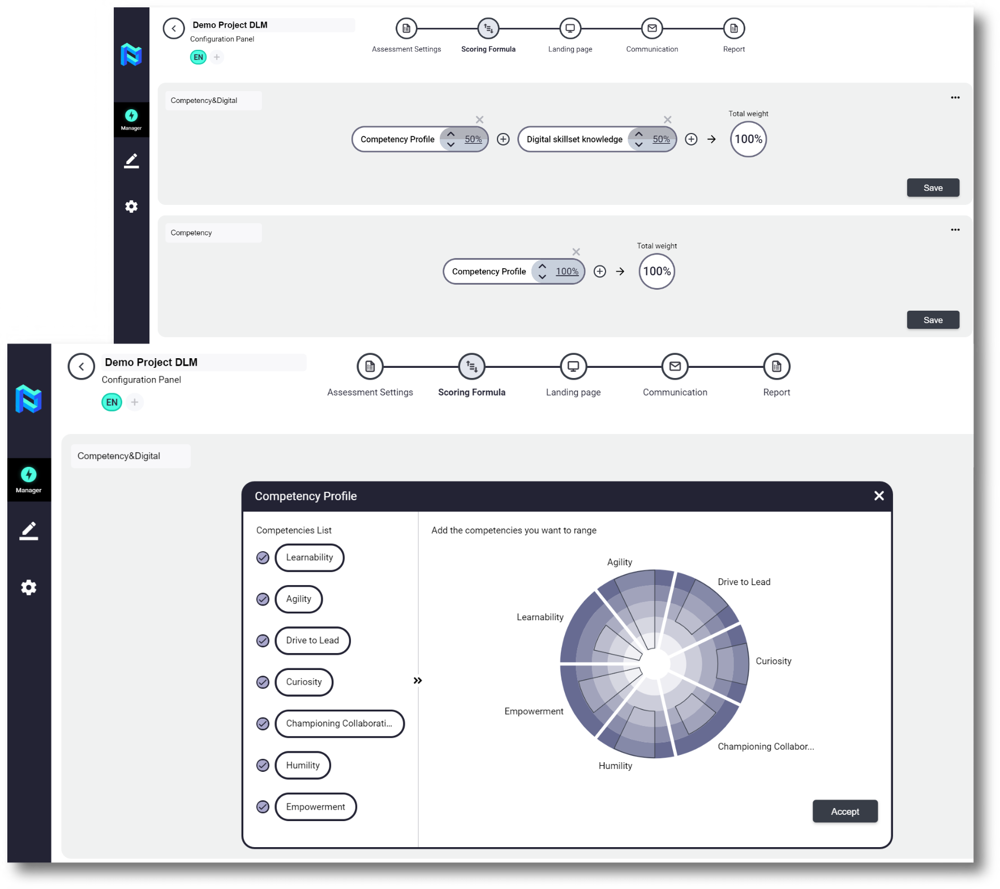 Demo Project DLM
Configuration Panel
EN
Assessment Settings
Scoring Formula
Landing page
Communication
Report
Manager
Competency&Digital
Total weight
Competency Profile 50%
Digital skillset knowledge 50%
100%
Save
Competency
Total weight
Competency Profile 100%
100%
Save
Demo Project DLM
Configuration Panel
EN
Assessment Settings
Scoring Formula
Landing page
Communication
Report
Manager
Competency&Digital
Competency Profile
Competencies List
Learnability
Agility
Drive to Lead
Curiosity
Championing Collaborati...
Humility
Empowerment
Add the competencies you want to range
Agility
Drive to Lead
Learnability
Curiosity
Empowerment
Championing Collabor...
Humility
Accept